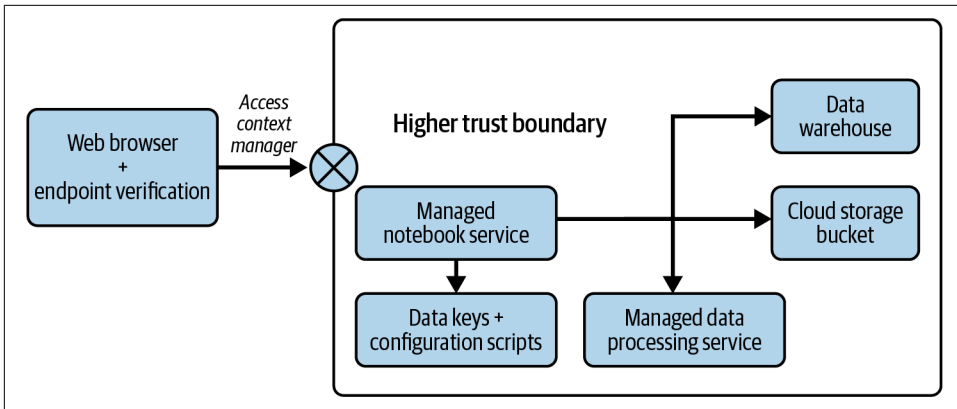 Web browser
+
endpoint verification
Access
context
manager
Higher trust boundary
Data
warehouse
Managed
notebook service
Cloud storage
bucket
Data keys +
configuration scripts
Managed data
processing service